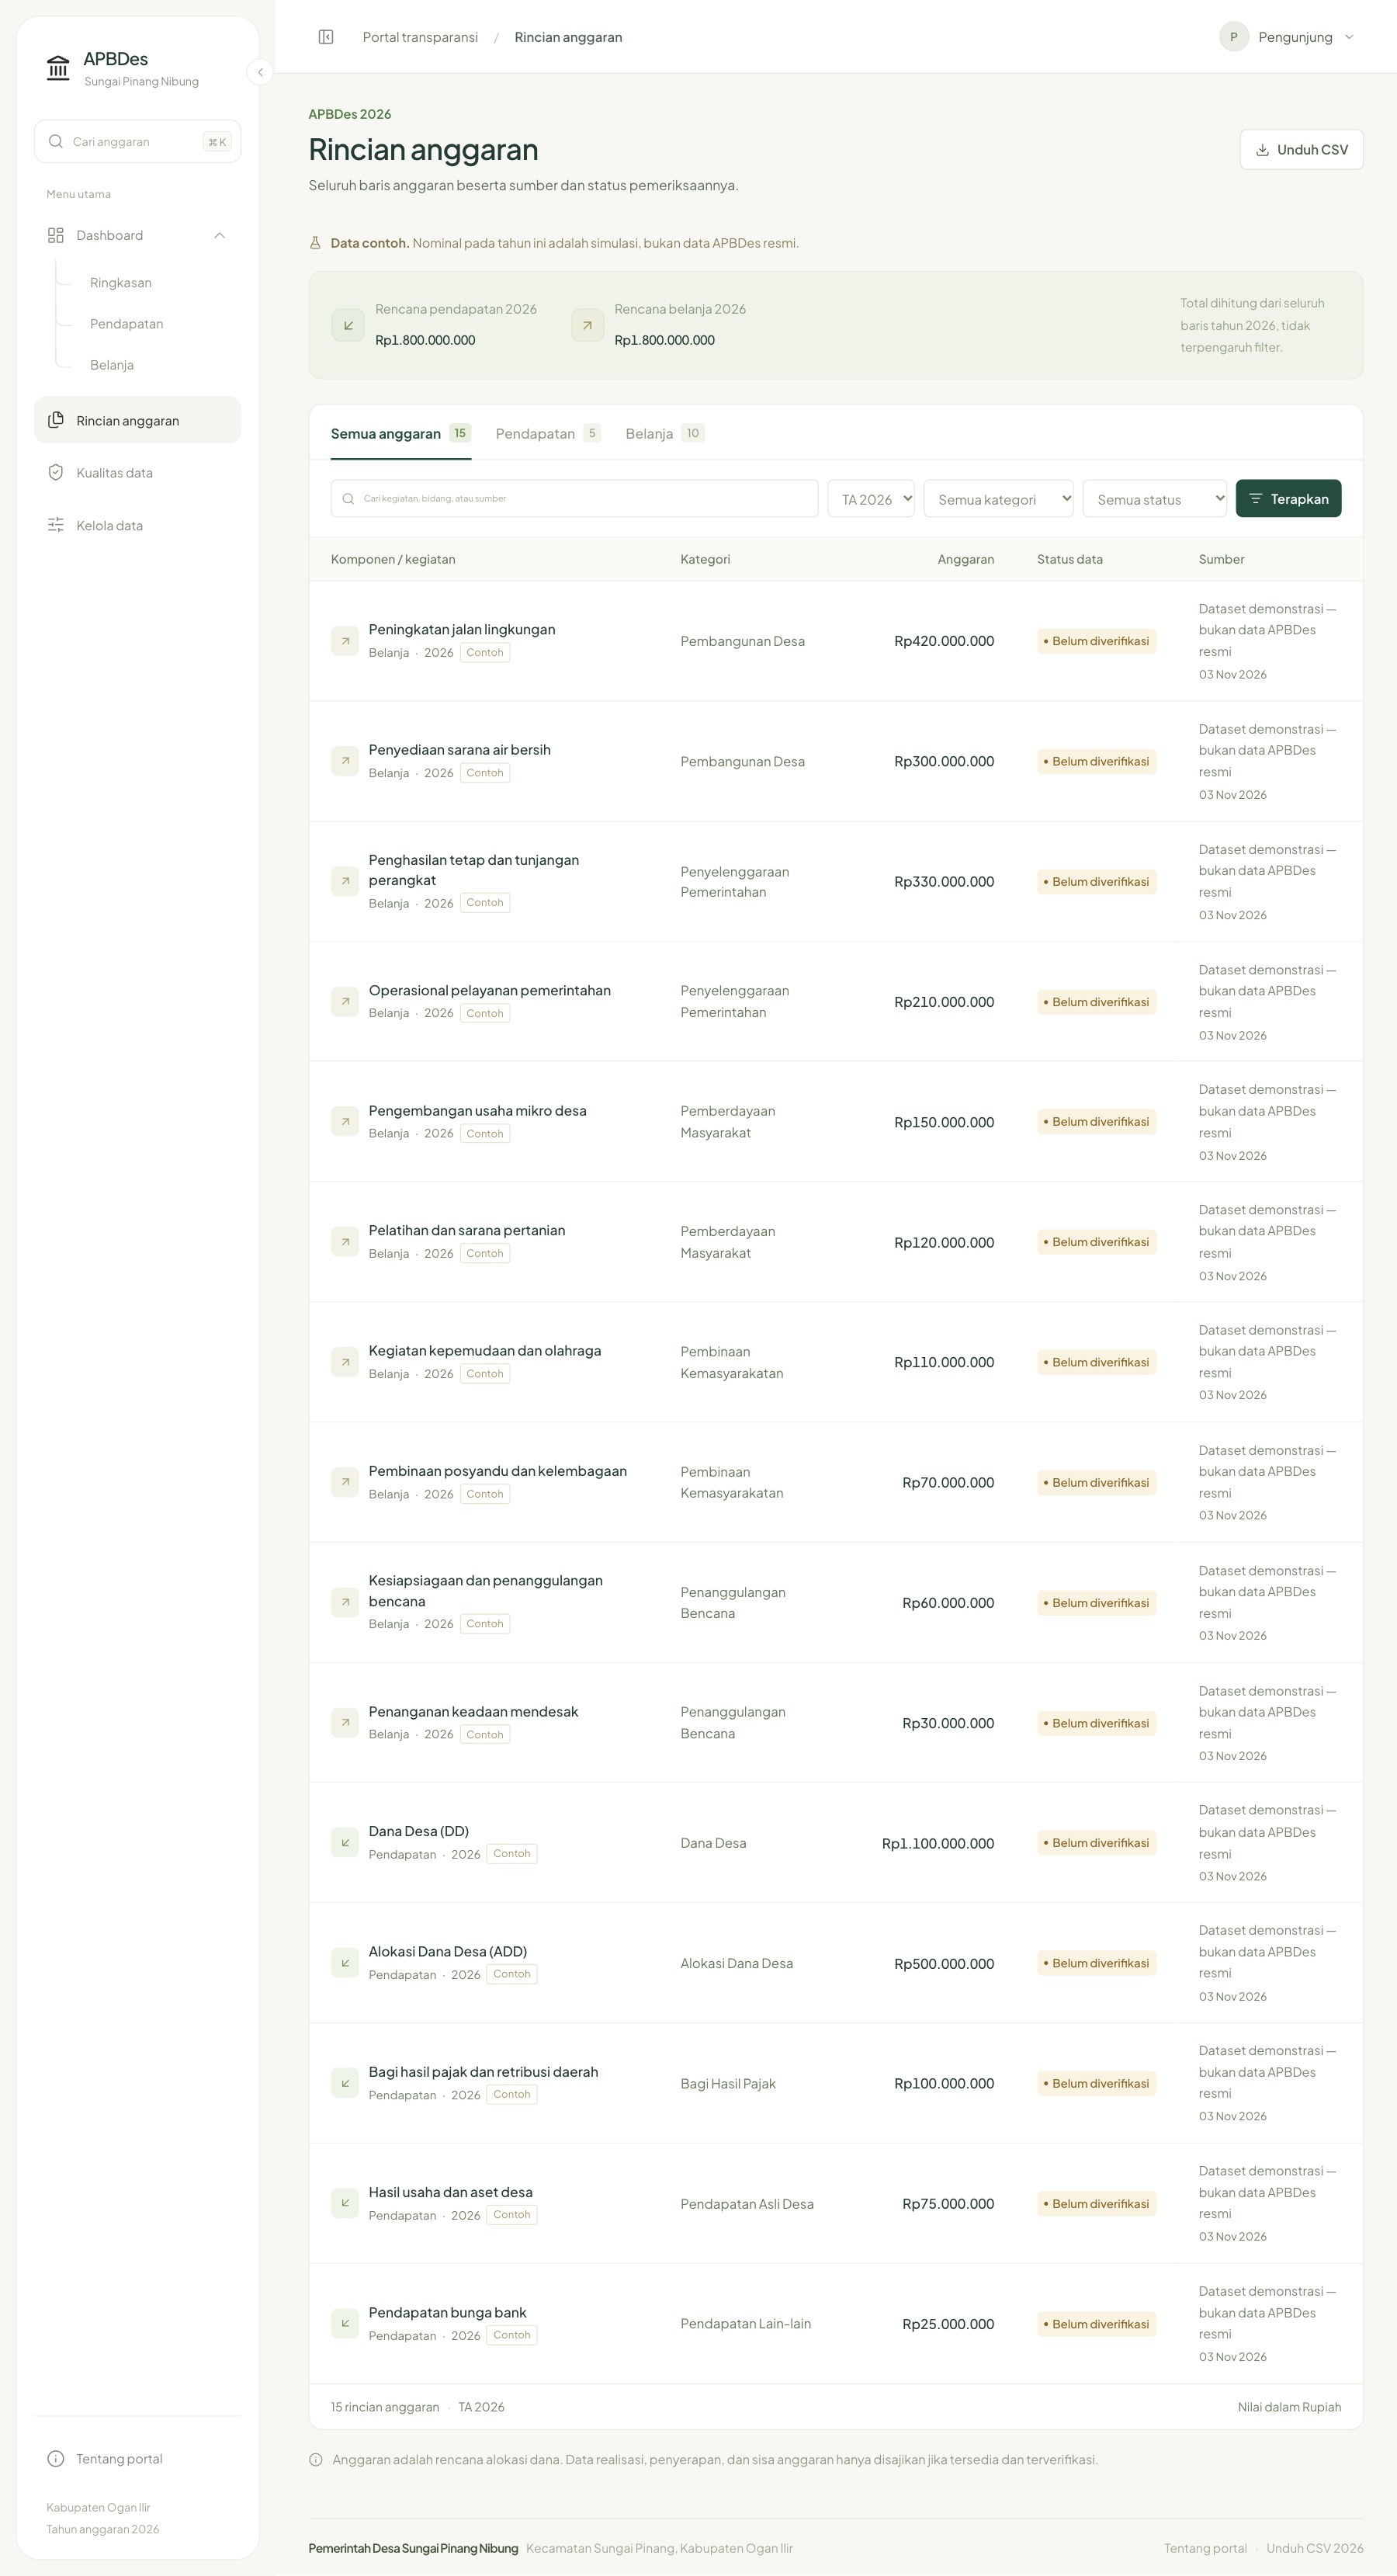 APBDes
Sungai Pinang Nibung
Cari anggaran
⌘ K
Menu utama
Dashboard
Ringkasan
Pendapatan
Belanja
Rincian anggaran
Kualitas data
Kelola data
Tentang portal
Kabupaten Ogan Ilir
Tahun anggaran 2026
Portal transparansi / Rincian anggaran
P Pengunjung
APBDes 2026
Rincian anggaran
Seluruh baris anggaran beserta sumber dan status pemeriksaannya.
Unduh CSV
Data contoh. Nominal pada tahun ini adalah simulasi, bukan data APBDes resmi.
Rencana pendapatan 2026
Rp1.800.000.000
Rencana belanja 2026
Rp1.800.000.000
Total dihitung dari seluruh
baris tahun 2026, tidak
terpengaruh filter.
Semua anggaran 15 Pendapatan 5 Belanja 10
Cari kegiatan, bidang, atau sumber
TA 2026
Semua kategori
Semua status
Terapkan
Komponen / kegiatan Kategori Anggaran Status data Sumber
Peningkatan jalan lingkungan
Belanja · 2026 Contoh
Pembangunan Desa
Rp420.000.000
• Belum diverifikasi
Dataset demonstrasi —
bukan data APBDes
resmi
03 Nov 2026
Penyediaan sarana air bersih
Belanja · 2026 Contoh
Pembangunan Desa
Rp300.000.000
• Belum diverifikasi
Dataset demonstrasi —
bukan data APBDes
resmi
03 Nov 2026
Penghasilan tetap dan tunjangan
perangkat
Belanja · 2026 Contoh
Penyelenggaraan
Pemerintahan
Rp330.000.000
• Belum diverifikasi
Dataset demonstrasi —
bukan data APBDes
resmi
03 Nov 2026
Operasional pelayanan pemerintahan
Belanja · 2026 Contoh
Penyelenggaraan
Pemerintahan
Rp210.000.000
• Belum diverifikasi
Dataset demonstrasi —
bukan data APBDes
resmi
03 Nov 2026
Pengembangan usaha mikro desa
Belanja · 2026 Contoh
Pemberdayaan
Masyarakat
Rp150.000.000
• Belum diverifikasi
Dataset demonstrasi —
bukan data APBDes
resmi
03 Nov 2026
Pelatihan dan sarana pertanian
Belanja · 2026 Contoh
Pemberdayaan
Masyarakat
Rp120.000.000
• Belum diverifikasi
Dataset demonstrasi —
bukan data APBDes
resmi
03 Nov 2026
Kegiatan kepemudaan dan olahraga
Belanja · 2026 Contoh
Pembinaan
Kemasyarakatan
Rp110.000.000
• Belum diverifikasi
Dataset demonstrasi —
bukan data APBDes
resmi
03 Nov 2026
Pembinaan posyandu dan kelembagaan
Belanja · 2026 Contoh
Pembinaan
Kemasyarakatan
Rp70.000.000
• Belum diverifikasi
Dataset demonstrasi —
bukan data APBDes
resmi
03 Nov 2026
Kesiapsiagaan dan penanggulangan
bencana
Belanja · 2026 Contoh
Penanggulangan
Bencana
Rp60.000.000
• Belum diverifikasi
Dataset demonstrasi —
bukan data APBDes
resmi
03 Nov 2026
Penanganan keadaan mendesak
Belanja · 2026 Contoh
Penanggulangan
Bencana
Rp30.000.000
• Belum diverifikasi
Dataset demonstrasi —
bukan data APBDes
resmi
03 Nov 2026
Dana Desa (DD)
Pendapatan · 2026 Contoh
Dana Desa
Rp1.100.000.000
• Belum diverifikasi
Dataset demonstrasi —
bukan data APBDes
resmi
03 Nov 2026
Alokasi Dana Desa (ADD)
Pendapatan · 2026 Contoh
Alokasi Dana Desa
Rp500.000.000
• Belum diverifikasi
Dataset demonstrasi —
bukan data APBDes
resmi
03 Nov 2026
Bagi hasil pajak dan retribusi daerah
Pendapatan · 2026 Contoh
Bagi Hasil Pajak
Rp100.000.000
• Belum diverifikasi
Dataset demonstrasi —
bukan data APBDes
resmi
03 Nov 2026
Hasil usaha dan aset desa
Pendapatan · 2026 Contoh
Pendapatan Asli Desa
Rp75.000.000
• Belum diverifikasi
Dataset demonstrasi —
bukan data APBDes
resmi
03 Nov 2026
Pendapatan bunga bank
Pendapatan · 2026 Contoh
Pendapatan Lain-lain
Rp25.000.000
• Belum diverifikasi
Dataset demonstrasi —
bukan data APBDes
resmi
03 Nov 2026
15 rincian anggaran · TA 2026
Nilai dalam Rupiah
Anggaran adalah rencana alokasi dana. Data realisasi, penyerapan, dan sisa anggaran hanya disajikan jika tersedia dan terverifikasi.
Pemerintah Desa Sungai Pinang Nibung Kecamatan Sungai Pinang, Kabupaten Ogan Ilir
Tentang portal · Unduh CSV 2026